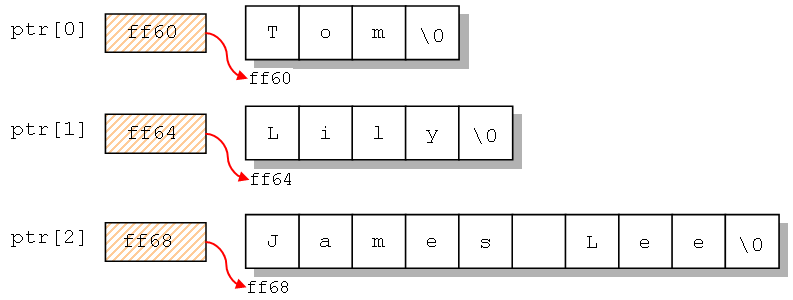 ptr[0] ff60 T o m \0
ff60
ptr[1] ff64 L i l y \0
ff64
ptr[2] ff68 J a m e s L e e \0
ff68